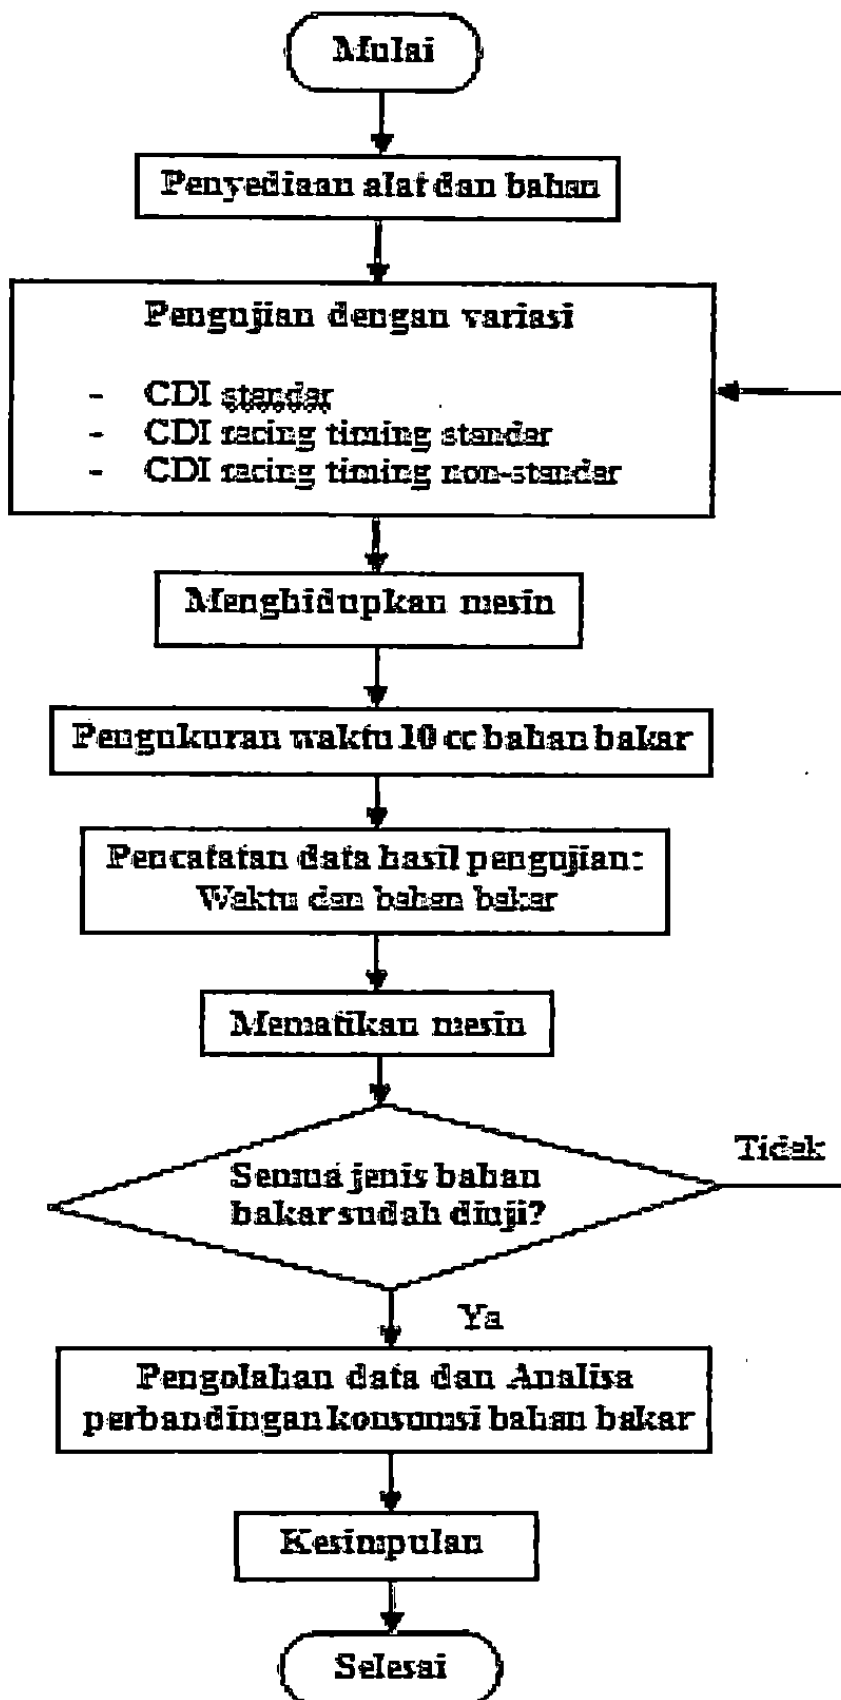 Mulai
Penyediaan alat dan bahan
Pengujian dengan variasi
- CDI standar
- CDI racing timing standar
- CDI racing timing non-standar
Menghidupkan mesin
Pengukuran waktu 10 cc bahan bakar
Pencatatan data hasil pengujian:
Waktu dan bahan bakar
Mematikan mesin
Semua jenis bahan
bakar sudah diuji?
Tidak
Ya
Pengolahan data dan Analisa
perbandingan konsumsi bahan bakar
Kesimpulan
Selesai